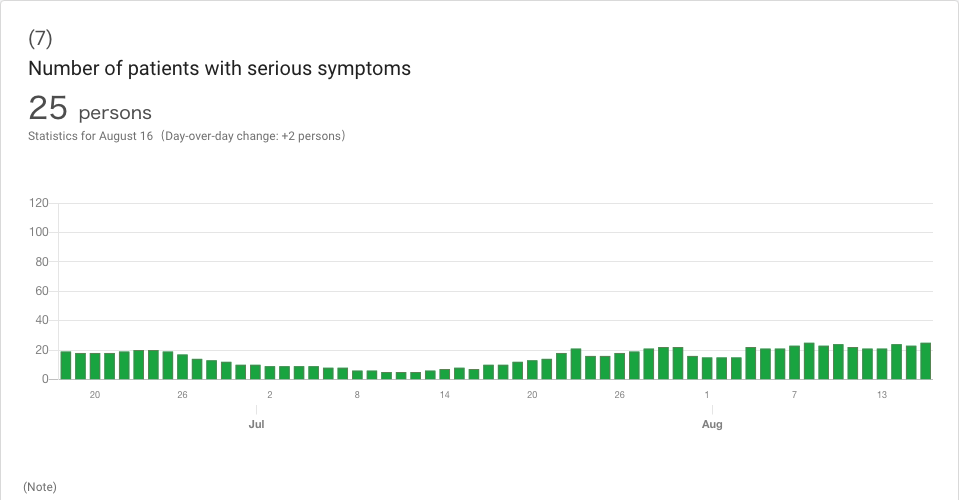 (7)
Number of patients with serious symptoms
25 persons
Statistics for August 16（Day-over-day change: +2 persons）
120
100
80
60
40
20
0
20 26 2 8 14 20 26 1 7 13
Jul Aug
(Note)